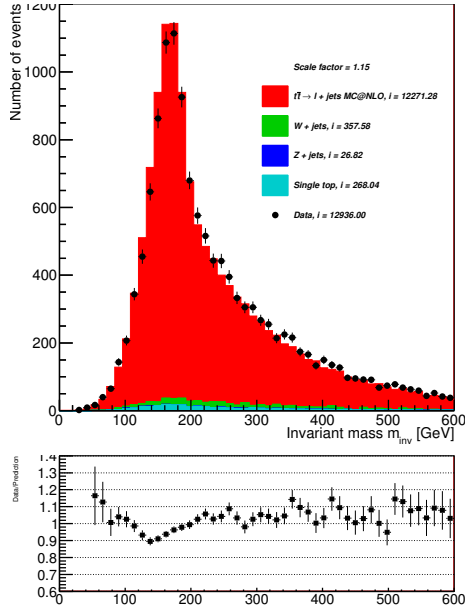 Number of events
1200
1000
800
600
400
200
0
Scale factor = 1.15
tt̄ → l + jets MC@NLO, i = 12271.28
W + jets, i = 357.58
Z + jets, i = 26.82
Single top, i = 268.04
Data, i = 12936.00
0 100 200 300 400 500 600
Invariant mass m_inv [GeV]
Data/Prediction
1.4
1.3
1.2
1.1
1
0.9
0.8
0.7
0.6
0 100 200 300 400 500 600